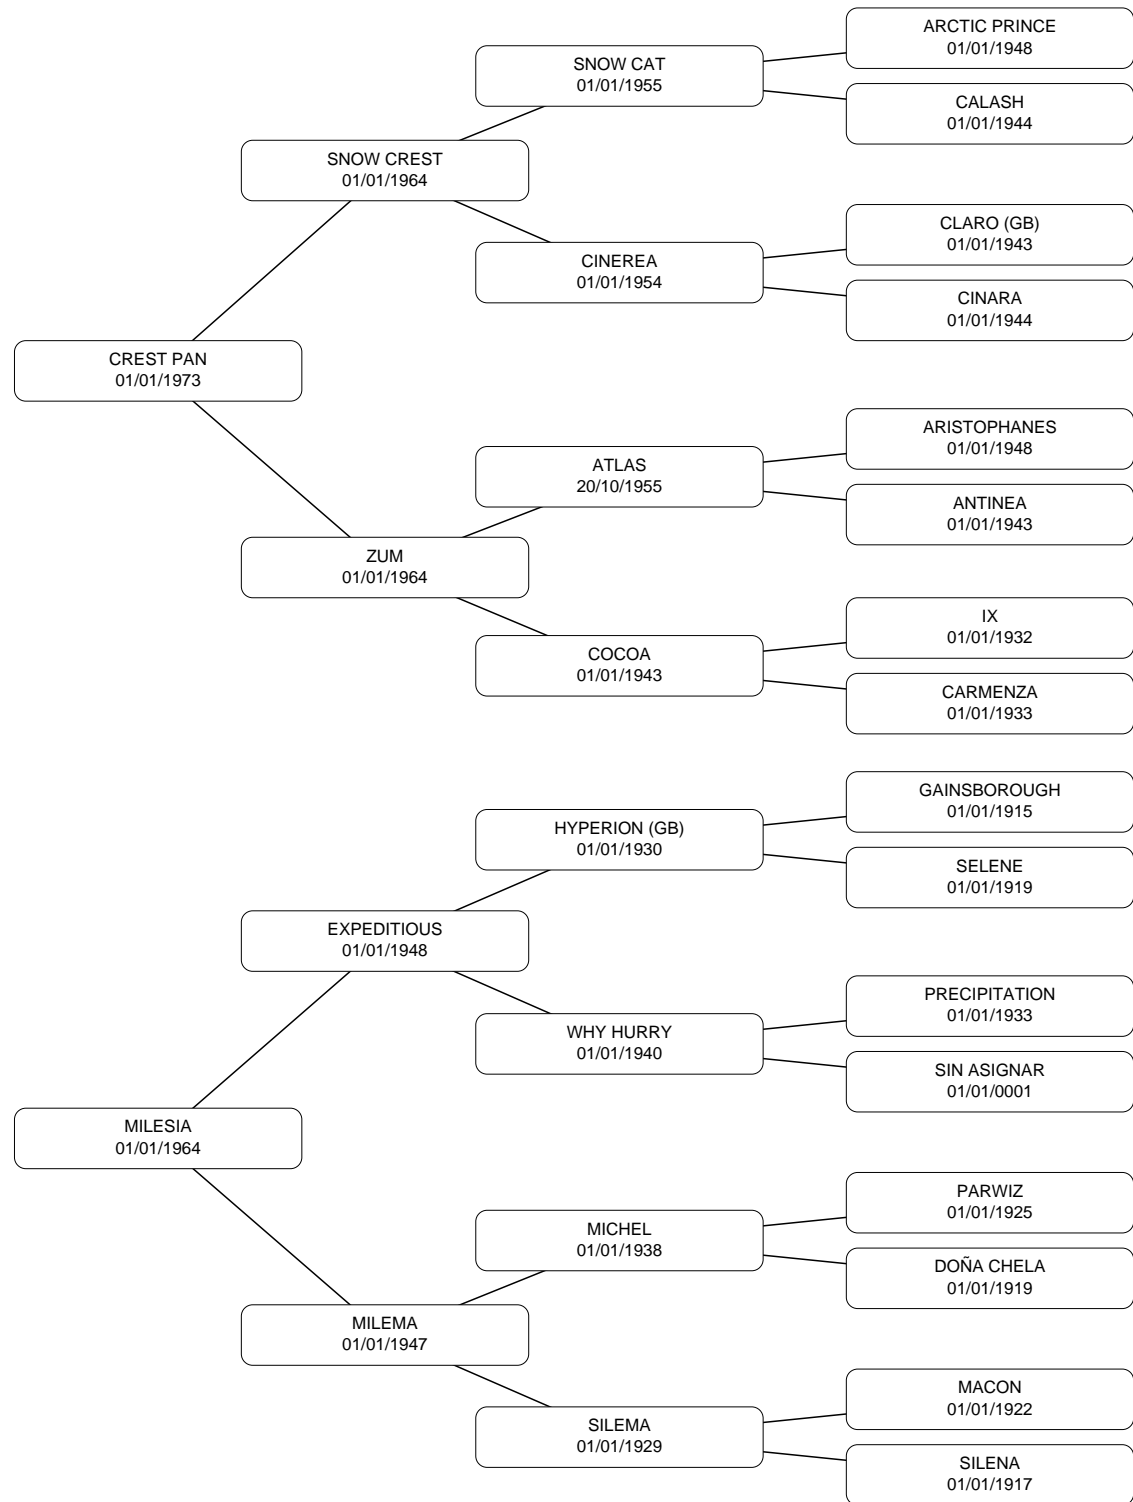 ARCTIC PRINCE
01/01/1948
SNOW CAT
01/01/1955
CALASH
01/01/1944
SNOW CREST
01/01/1964
CLARO (GB)
01/01/1943
CINEREA
01/01/1954
CINARA
01/01/1944
CREST PAN
01/01/1973
ARISTOPHANES
01/01/1948
ATLAS
20/10/1955
ANTINEA
01/01/1943
ZUM
01/01/1964
IX
01/01/1932
COCOA
01/01/1943
CARMENZA
01/01/1933
GAINSBOROUGH
01/01/1915
HYPERION (GB)
01/01/1930
SELENE
01/01/1919
EXPEDITIOUS
01/01/1948
PRECIPITATION
01/01/1933
WHY HURRY
01/01/1940
SIN ASIGNAR
01/01/0001
MILESIA
01/01/1964
PARWIZ
01/01/1925
MICHEL
01/01/1938
DOÑA CHELA
01/01/1919
MILEMA
01/01/1947
MACON
01/01/1922
SILEMA
01/01/1929
SILENA
01/01/1917